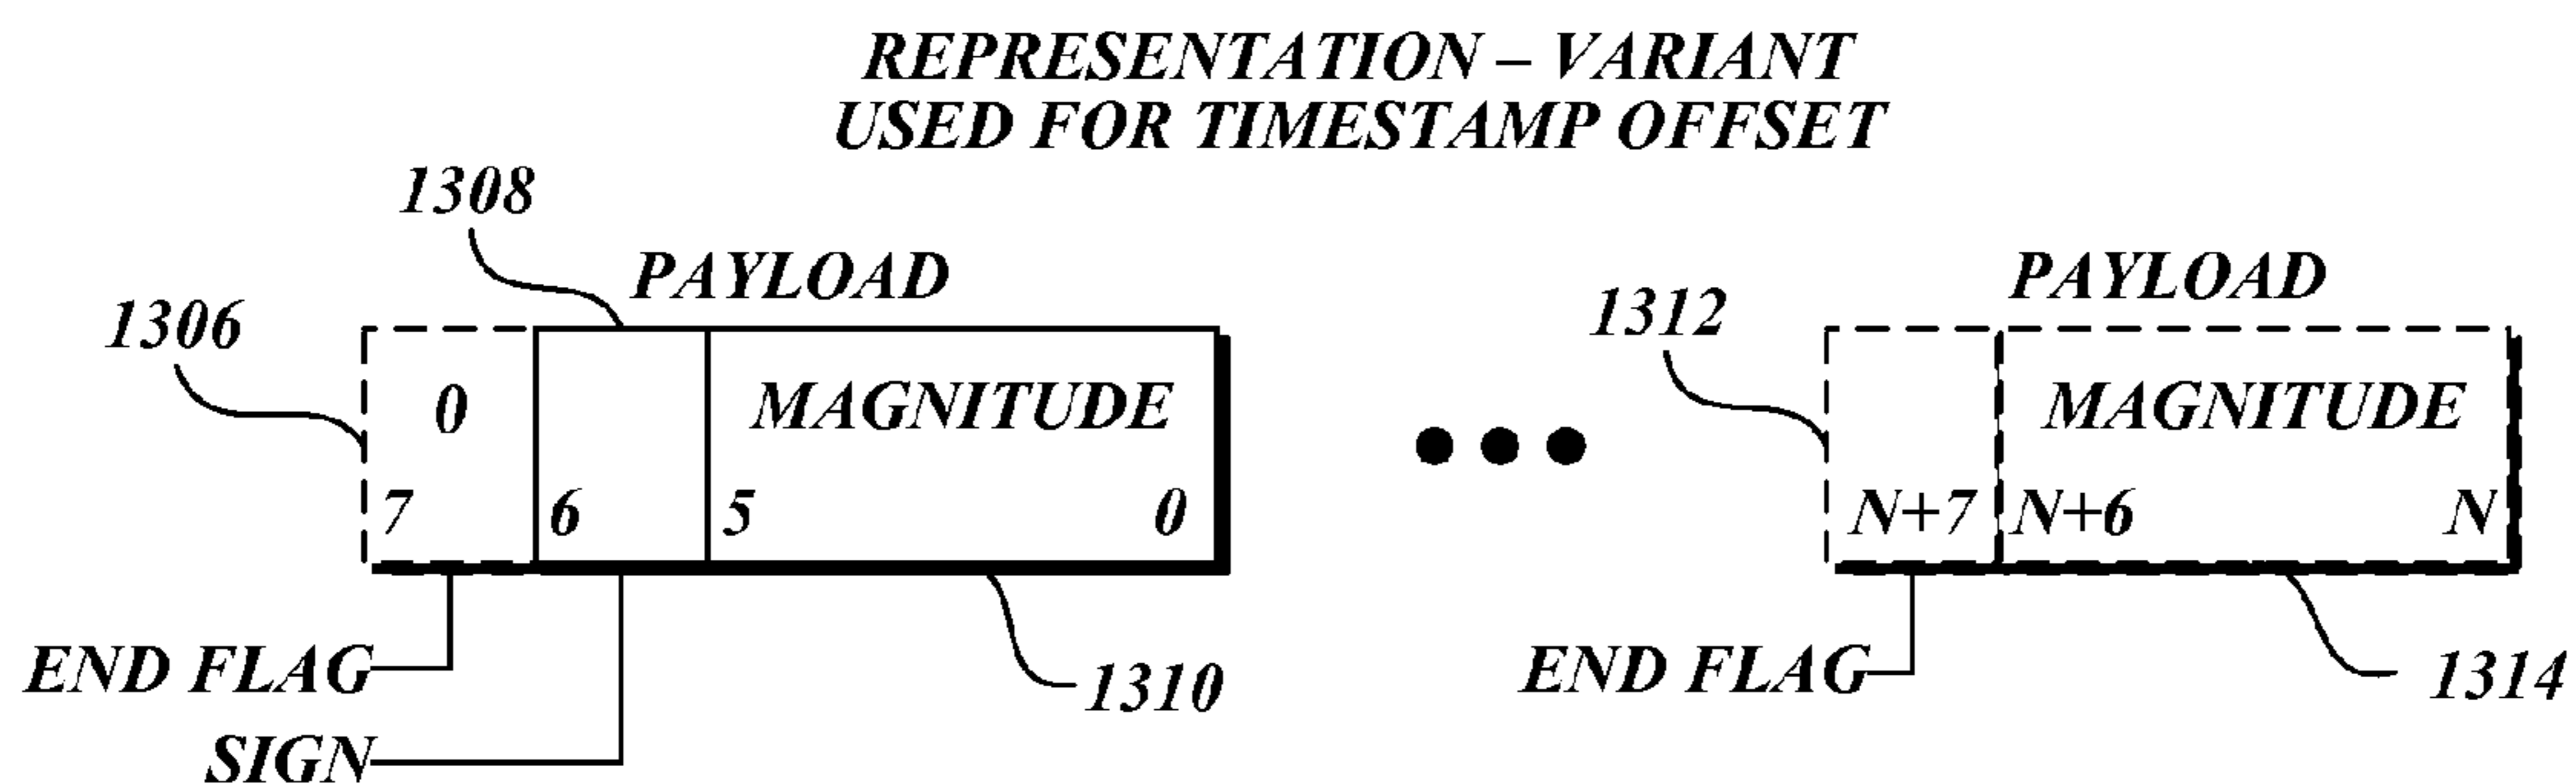 REPRESENTATION – VARIANT
USED FOR TIMESTAMP OFFSET
1308
PAYLOAD
PAYLOAD
1306
1312
0
MAGNITUDE
MAGNITUDE
7 6 5 0
N+7 N+6 N
END FLAG
1310
END FLAG
1314
SIGN